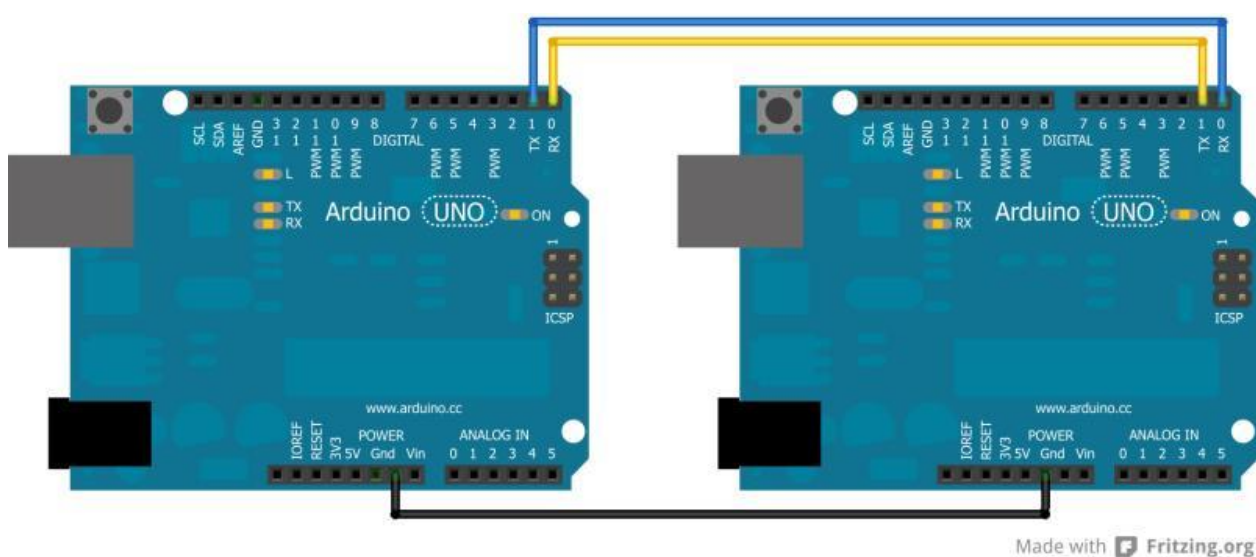 SCL
SDA
AREF
GND
13
12
PWM 11
PWM 10
PWM 9
8
DIGITAL
7
PWM 6
PWM 5
4
PWM 3
2
TX 1
RX 0
L
TX
RX
Arduino UNO
ON
1
ICSP
www.arduino.cc
IOREF
RESET
3V3
POWER
5V Gnd Vin
ANALOG IN
0 1 2 3 4 5
SCL
SDA
AREF
GND
13
12
PWM 11
PWM 10
PWM 9
8
DIGITAL
7
PWM 6
PWM 5
4
PWM 3
2
TX 1
RX 0
L
TX
RX
Arduino UNO
ON
1
ICSP
www.arduino.cc
IOREF
RESET
3V3
POWER
5V Gnd Vin
ANALOG IN
0 1 2 3 4 5
Made with Fritzing.org